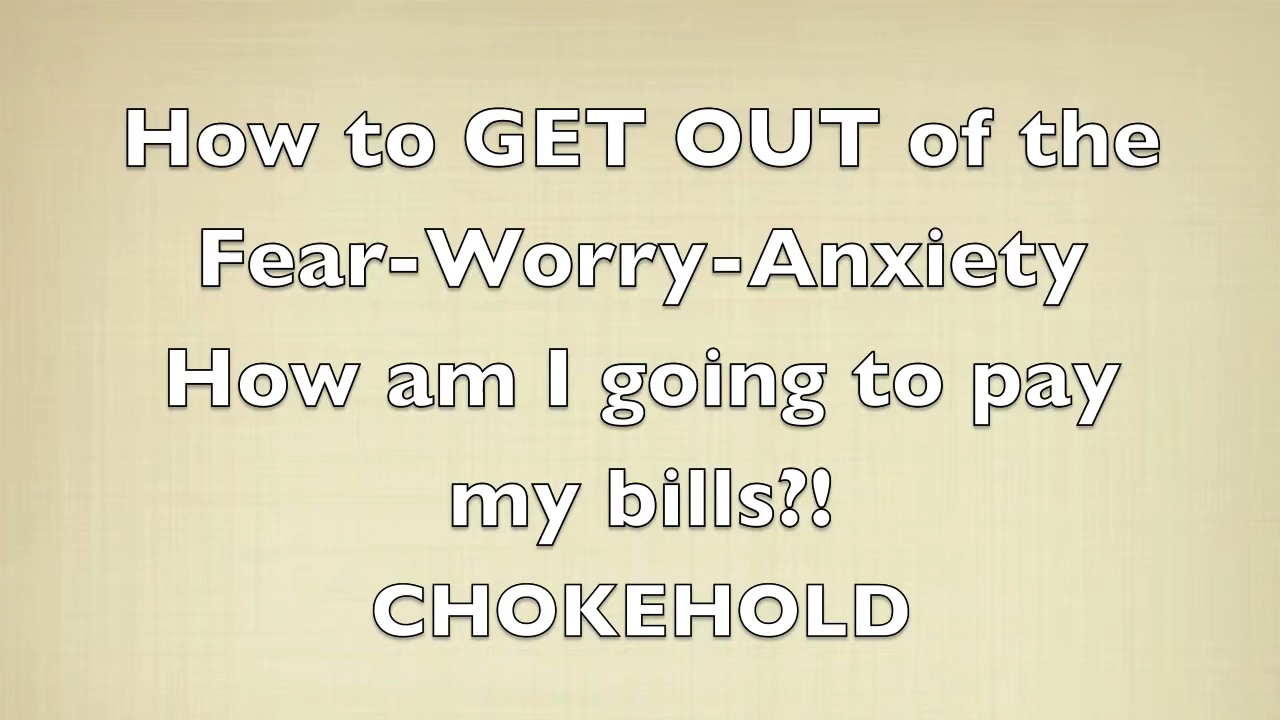 How to GET OUT of the
Fear-Worry-Anxiety
How am I going to pay
my bills?!
CHOKEHOLD